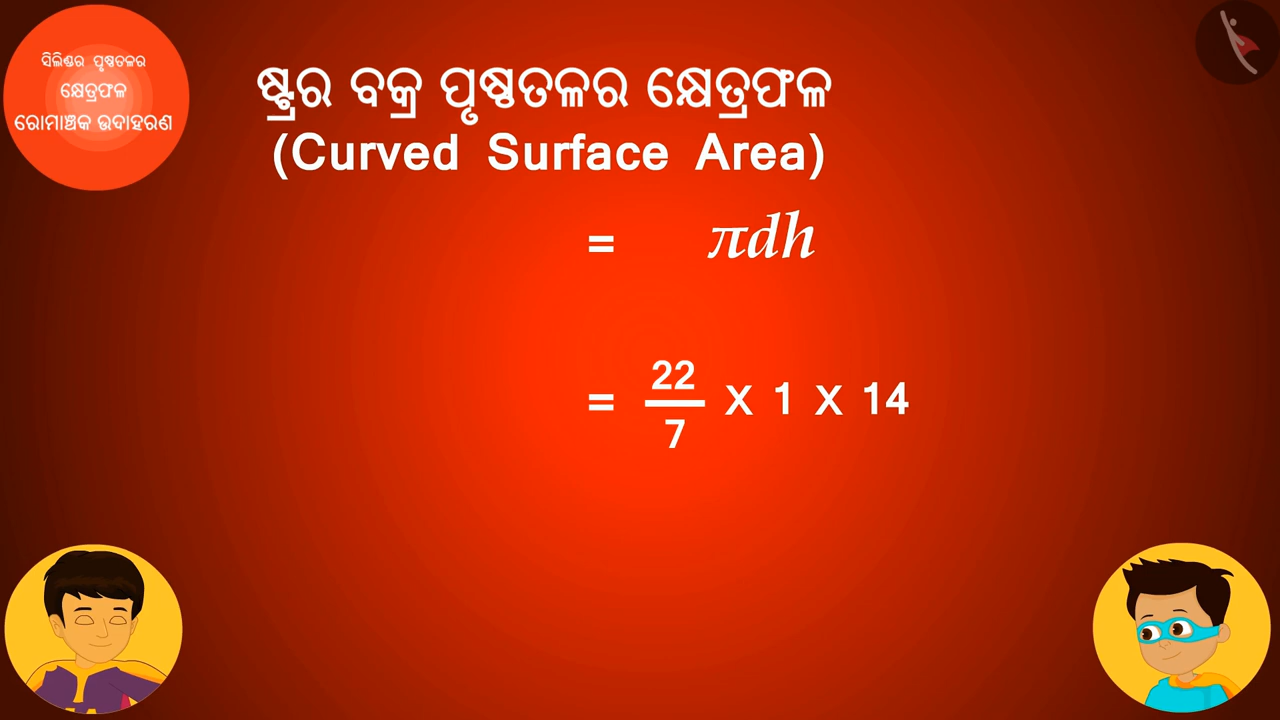 ସିଲିଣ୍ଡର ପୃଷ୍ଠତଳର
କ୍ଷେତ୍ରଫଳ
ରୋମାଞ୍ଚକ ଉଦାହରଣ
ଷ୍ଟ୍ରର ବକ୍ର ପୃଷ୍ଠତଳର କ୍ଷେତ୍ରଫଳ
(Curved Surface Area)
= πdh
= 22/7 X 1 X 14